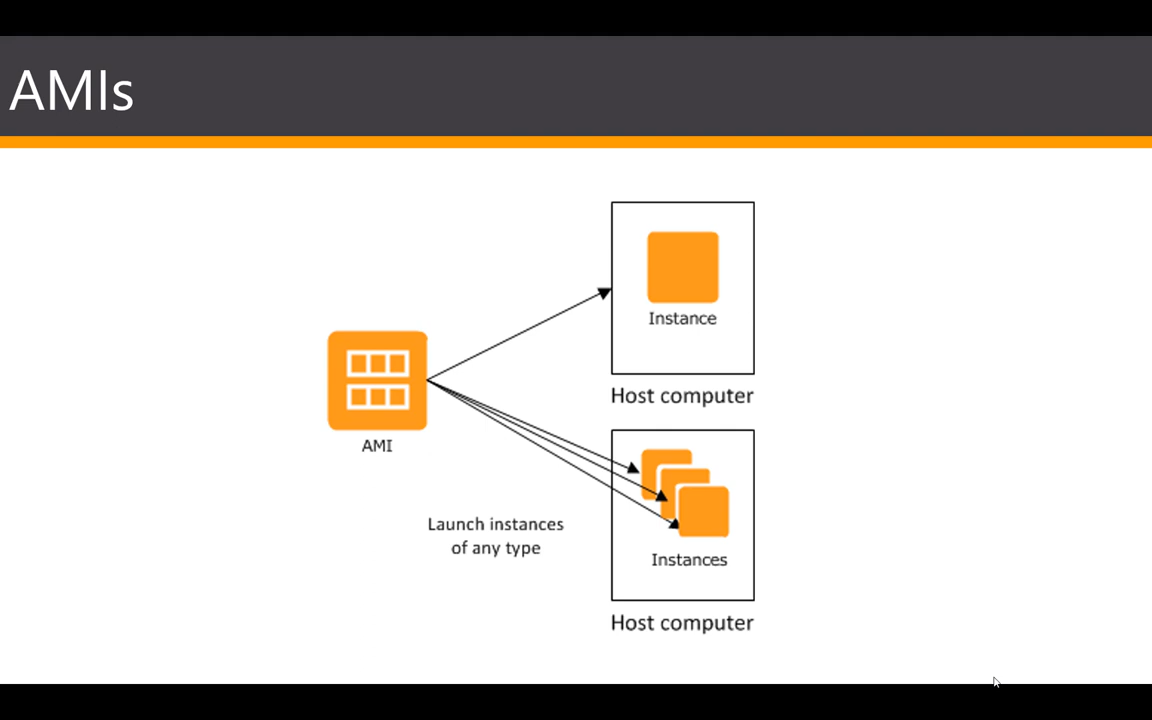 AMIs
Instance
Host computer
AMI
Launch instances
of any type
Instances
Host computer